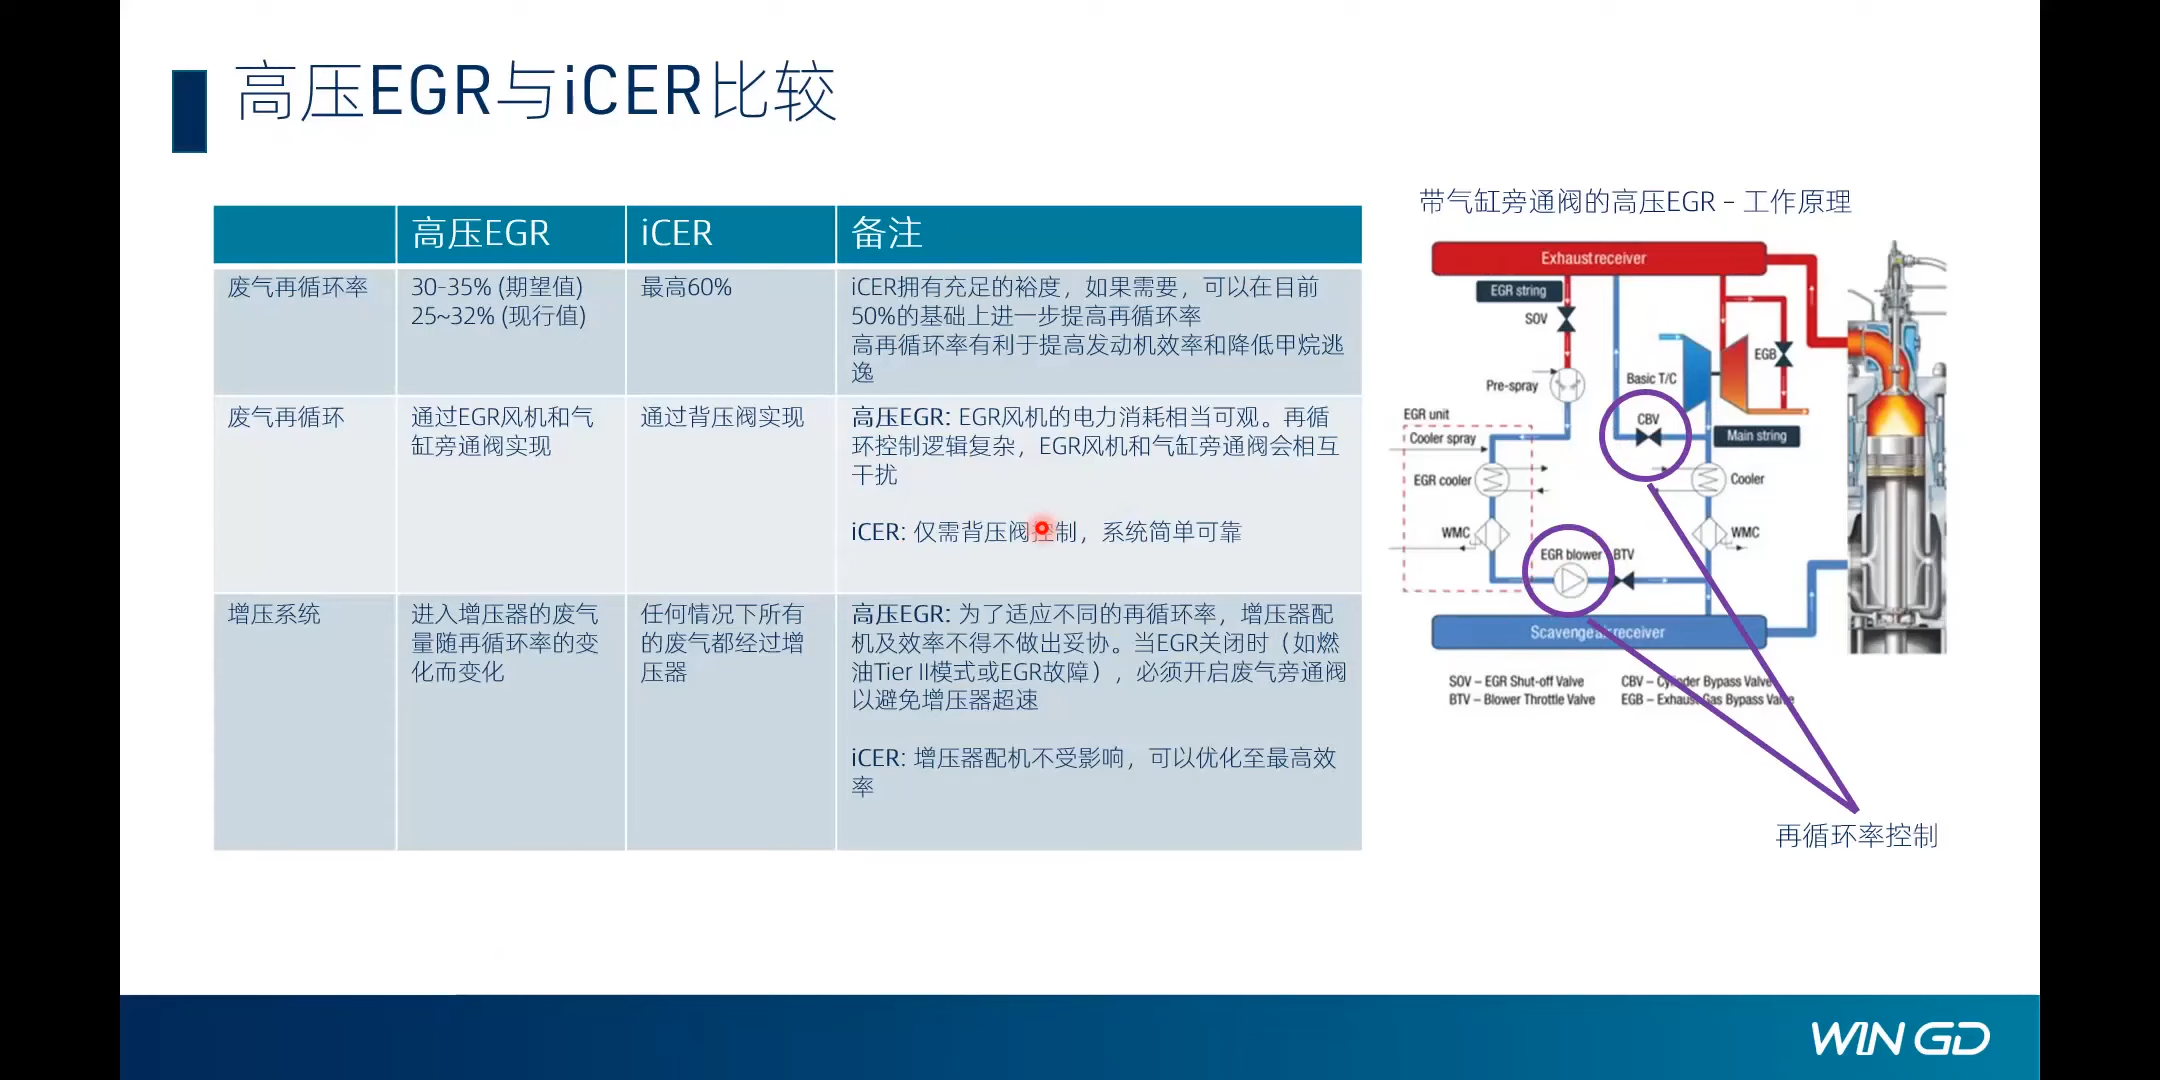 高压EGR与iCER比较
高压EGR
iCER
备注
废气再循环率
30-35% (期望值)
25~32% (现行值)
最高60%
iCER拥有充足的裕度，如果需要，可以在目前
50%的基础上进一步提高再循环率
高再循环率有利于提高发动机效率和降低甲烷逃
逸
废气再循环
通过EGR风机和气
缸旁通阀实现
通过背压阀实现
高压EGR: EGR风机的电力消耗相当可观。再循
环控制逻辑复杂，EGR风机和气缸旁通阀会相互
干扰
iCER: 仅需背压阀控制，系统简单可靠
增压系统
进入增压器的废气
量随再循环率的变
化而变化
任何情况下所有
的废气都经过增
压器
高压EGR: 为了适应不同的再循环率，增压器配
机及效率不得不做出妥协。当EGR关闭时（如燃
油Tier II模式或EGR故障），必须开启废气旁通阀
以避免增压器超速
iCER: 增压器配机不受影响，可以优化至最高效
率
带气缸旁通阀的高压EGR – 工作原理
Exhaust receiver
EGR string
SOV
EGB
Pre-spray
Basic T/C
EGR unit
CBV
Cooler spray
Main string
EGR cooler
Cooler
WMC
WMC
EGR blower
BTV
Scavenge air receiver
SOV – EGR Shut-off Valve
CBV – Cylinder Bypass Valve
BTV – Blower Throttle Valve
EGB – Exhaust Gas Bypass Valve
再循环率控制
WIN GD